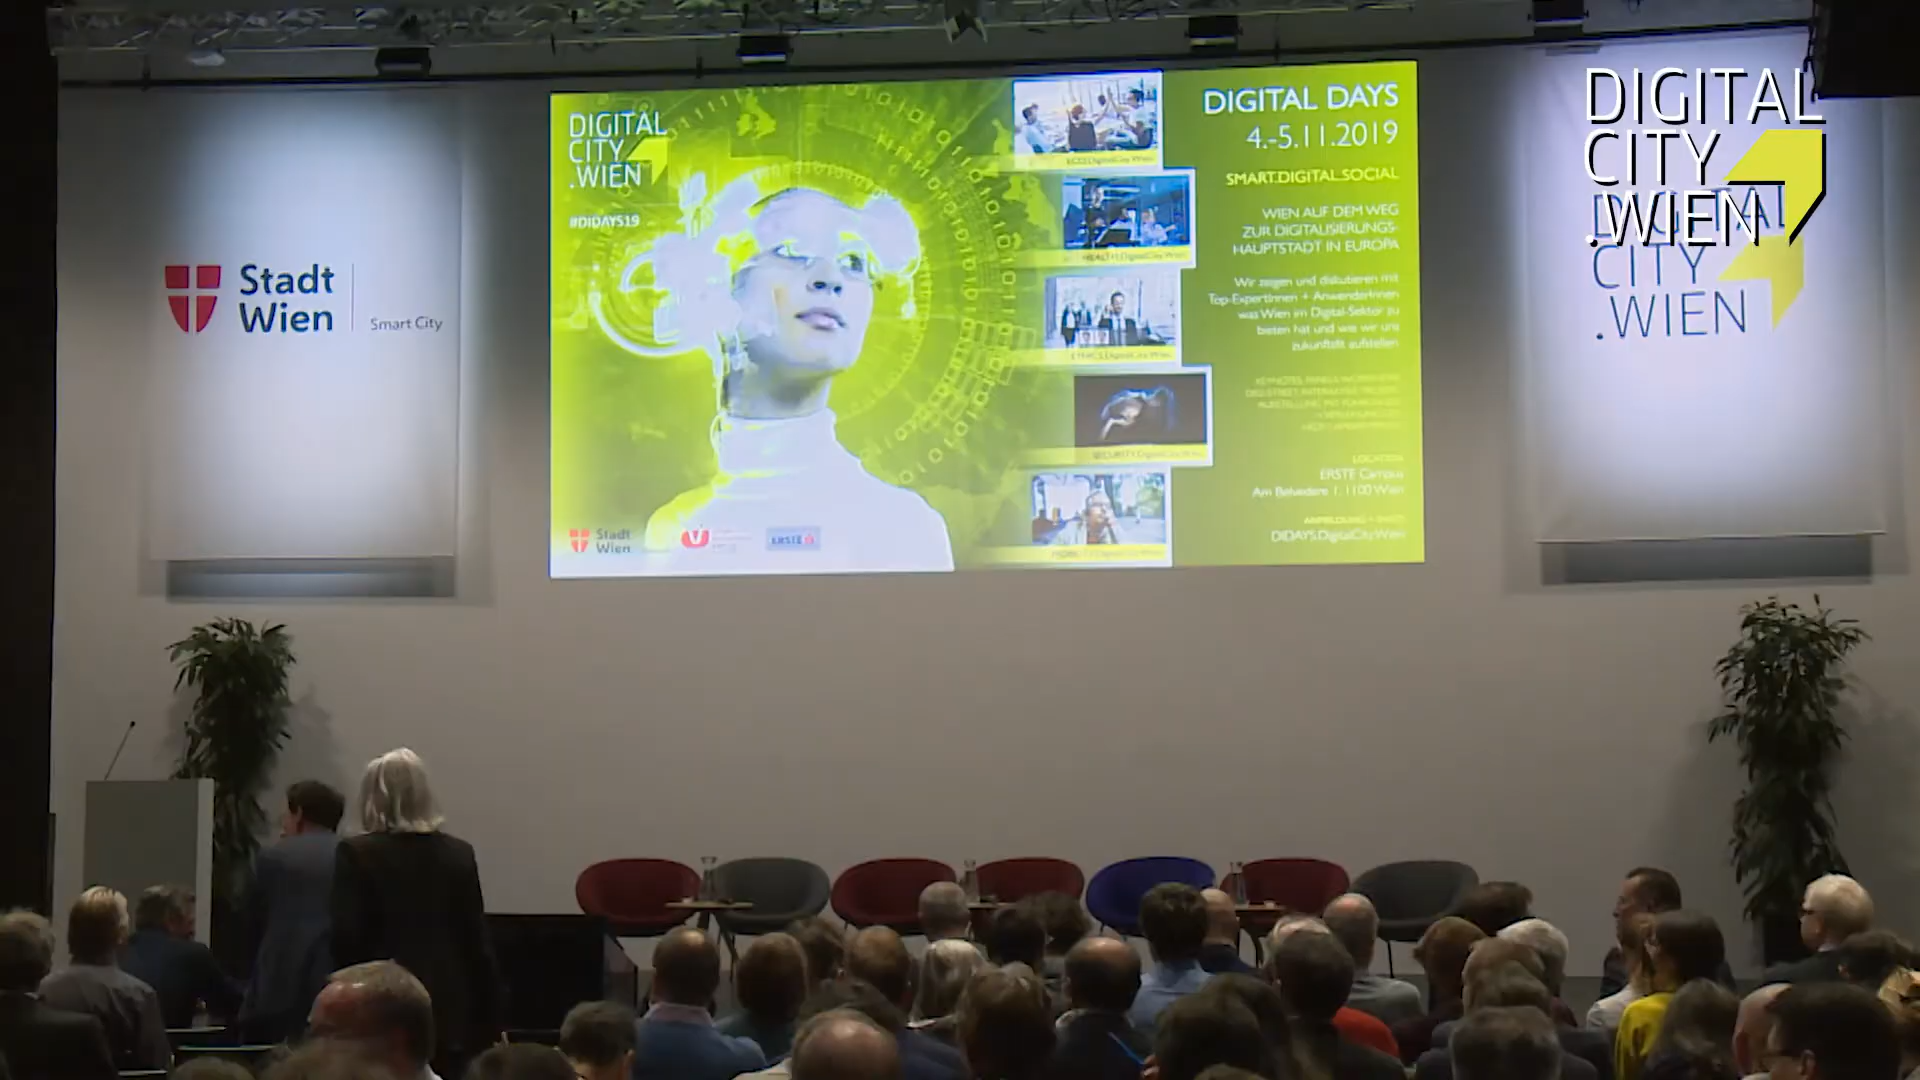 Stadt
Wien
Smart City
DIGITAL
CITY
.WIEN
#DIDAYS19
Stadt
Wien
ERSTE
DIGITAL DAYS
4.-5.11.2019
SMART.DIGITAL.SOCIAL
WIEN AUF DEM WEG
ZUR DIGITALISIERUNGS-
HAUPTSTADT IN EUROPA
Wir zeigen und diskutieren mit
Top-ExpertInnen + AnwenderInnen
was Wien im Digital-Sektor zu
bieten hat und wie wir uns
zukunftsfit aufstellen
LOCATION
ERSTE Campus
Am Belvedere 1, 1100 Wien
DIDAYS.DigitalCity.Wien
DIGITAL
CITY
.WIEN
DIGITAL
CITY
.WIEN